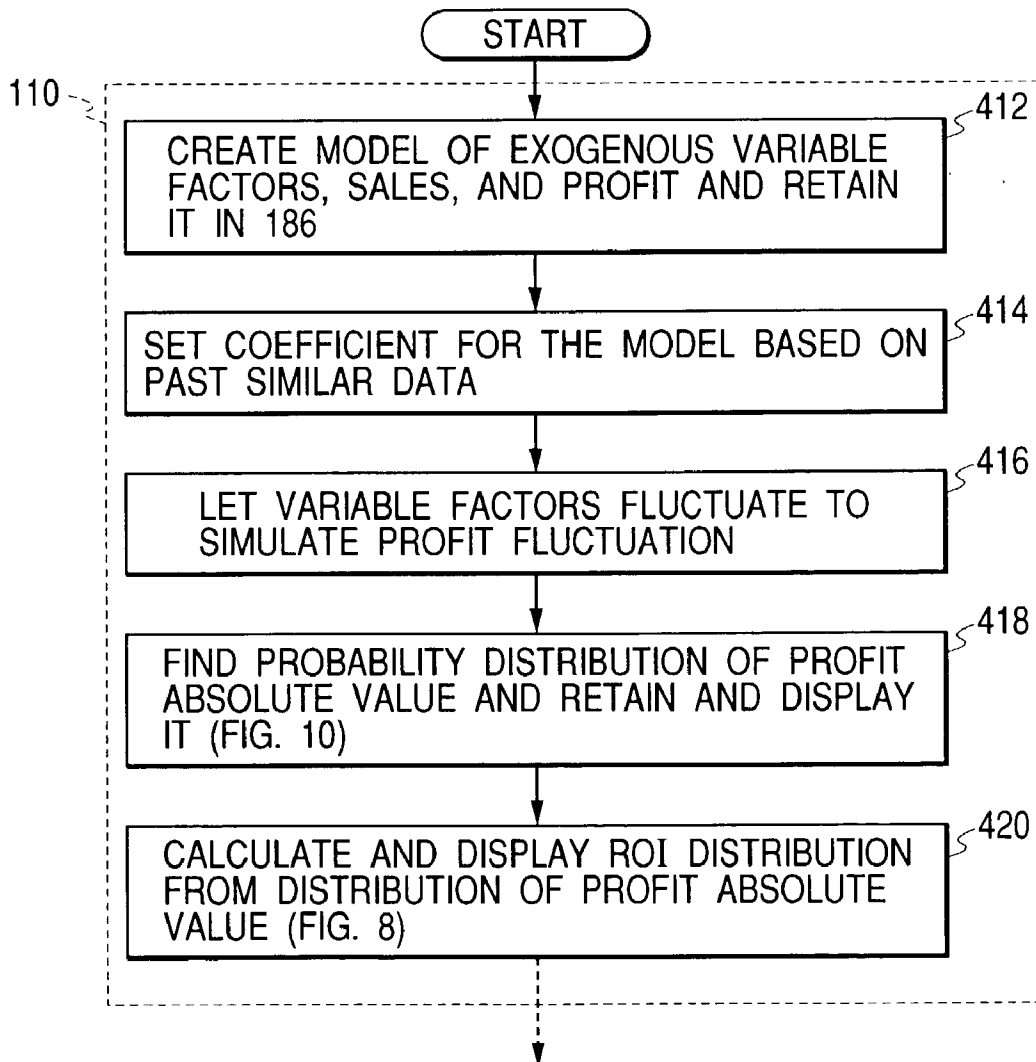 START
110
412
CREATE MODEL OF EXOGENOUS VARIABLE
FACTORS, SALES, AND PROFIT AND RETAIN
IT IN 186
414
SET COEFFICIENT FOR THE MODEL BASED ON
PAST SIMILAR DATA
416
LET VARIABLE FACTORS FLUCTUATE TO
SIMULATE PROFIT FLUCTUATION
418
FIND PROBABILITY DISTRIBUTION OF PROFIT
ABSOLUTE VALUE AND RETAIN AND DISPLAY
IT (FIG. 10)
420
CALCULATE AND DISPLAY ROI DISTRIBUTION
FROM DISTRIBUTION OF PROFIT ABSOLUTE
VALUE (FIG. 8)